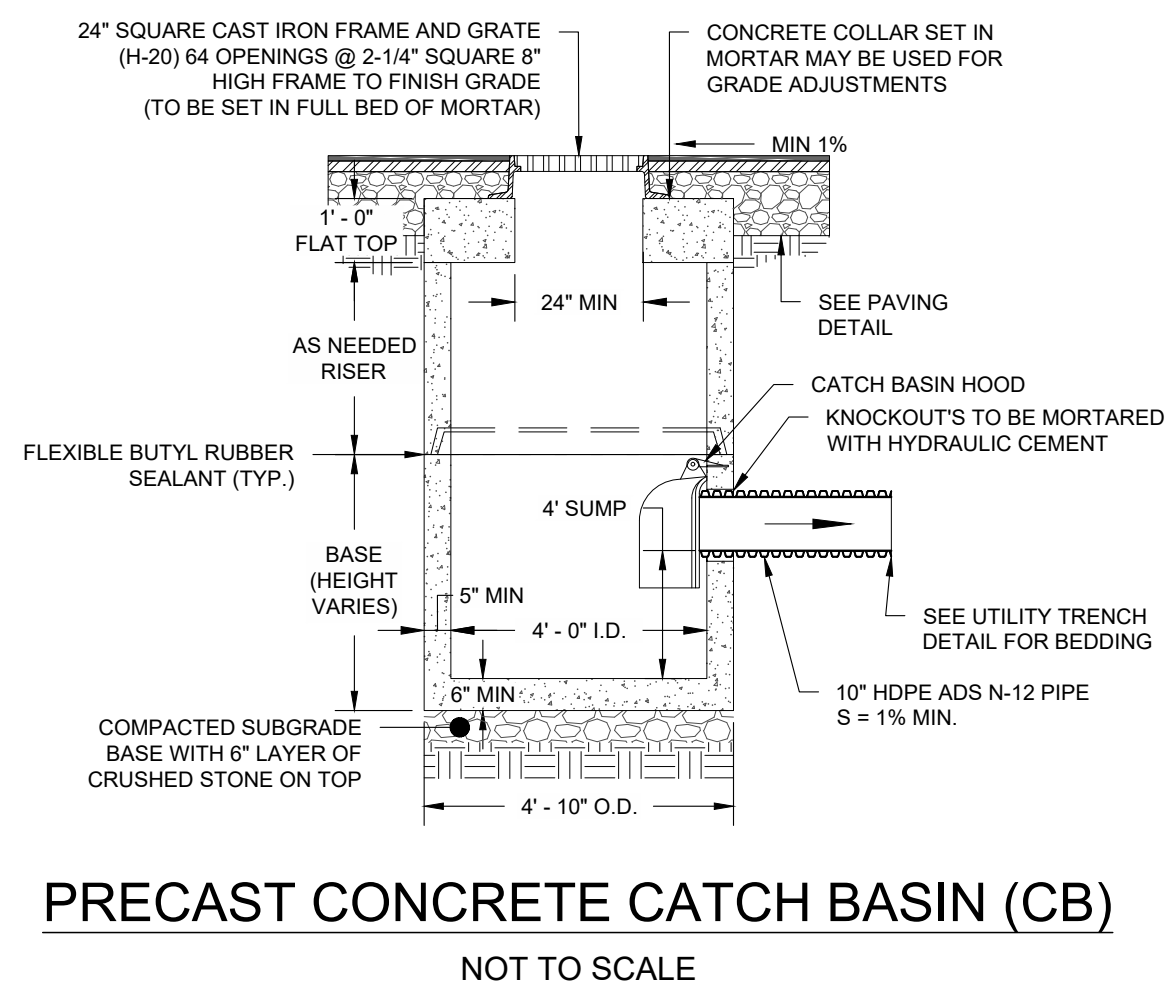 24" SQUARE CAST IRON FRAME AND GRATE
(H-20) 64 OPENINGS @ 2-1/4" SQUARE 8"
HIGH FRAME TO FINISH GRADE
(TO BE SET IN FULL BED OF MORTAR)
CONCRETE COLLAR SET IN
MORTAR MAY BE USED FOR
GRADE ADJUSTMENTS
MIN 1%
1' - 0"
FLAT TOP
24" MIN
SEE PAVING
DETAIL
AS NEEDED
RISER
CATCH BASIN HOOD
KNOCKOUT'S TO BE MORTARED
WITH HYDRAULIC CEMENT
FLEXIBLE BUTYL RUBBER
SEALANT (TYP.)
4' SUMP
BASE
(HEIGHT
VARIES)
5" MIN
4' - 0" I.D.
SEE UTILITY TRENCH
DETAIL FOR BEDDING
6" MIN
10" HDPE ADS N-12 PIPE
S = 1% MIN.
COMPACTED SUBGRADE
BASE WITH 6" LAYER OF
CRUSHED STONE ON TOP
4' - 10" O.D.
PRECAST CONCRETE CATCH BASIN (CB)
NOT TO SCALE